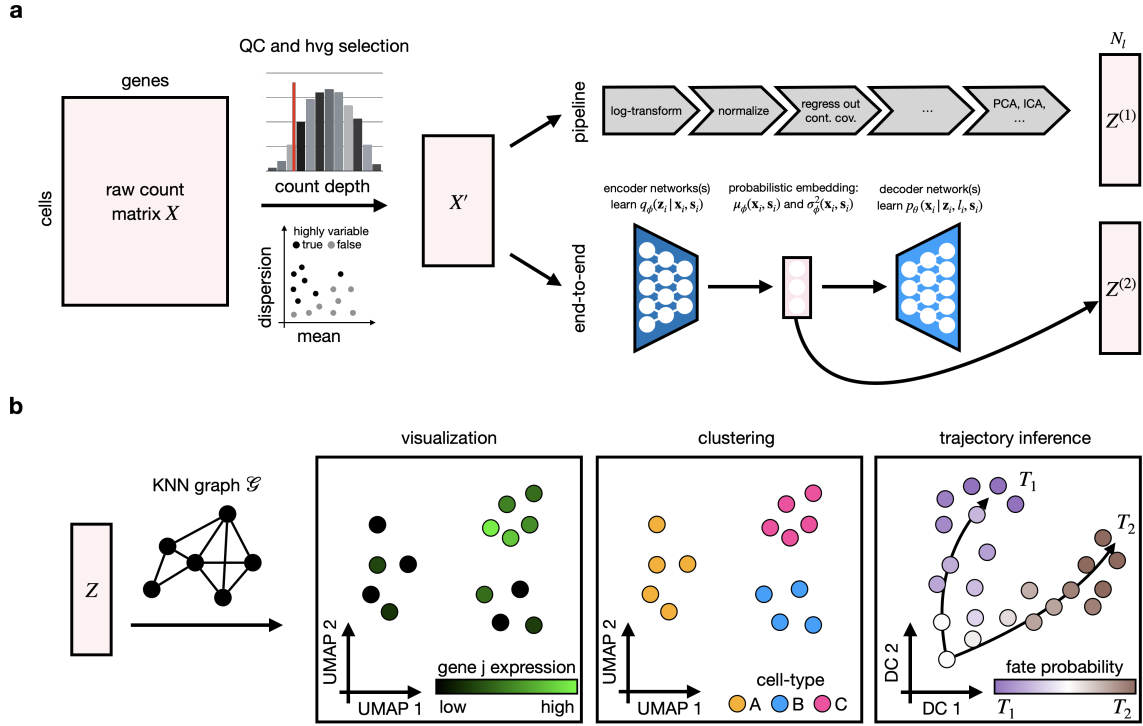 a
QC and hvg selection
genes
cells
raw count
matrix X
count depth
highly variable
true false
dispersion
mean
X′
pipeline
log-transform
normalize
regress out
cont. cov.
...
PCA, ICA,
...
N_l
Z^(1)
end-to-end
encoder networks(s)
learn q_ϕ(z_i | x_i, s_i)
probabilistic embedding:
μ_ϕ(x_i, s_i) and σ²_ϕ(x_i, s_i)
decoder network(s)
learn p_θ(x_i | z_i, l_i, s_i)
Z^(2)
b
Z
KNN graph 𝒢
visualization
UMAP 2
UMAP 1
gene j expression
low high
clustering
UMAP 2
UMAP 1
cell-type
A B C
trajectory inference
T_1
T_2
DC 2
DC 1
fate probability
T_1 T_2